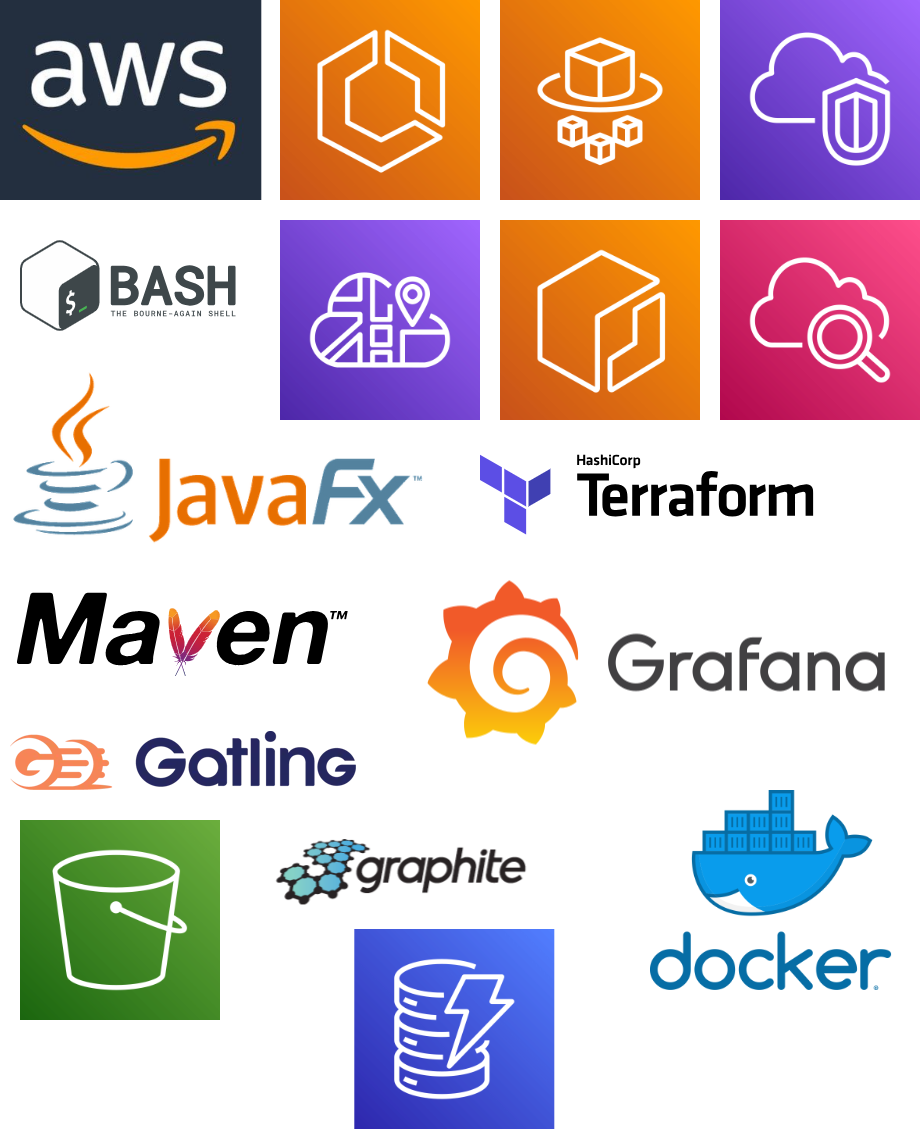 aws
$_
BASH
THE BOURNE-AGAIN SHELL
JavaFx™
HashiCorp
Terraform
Maven™
Grafana
Gatling
graphite
docker®